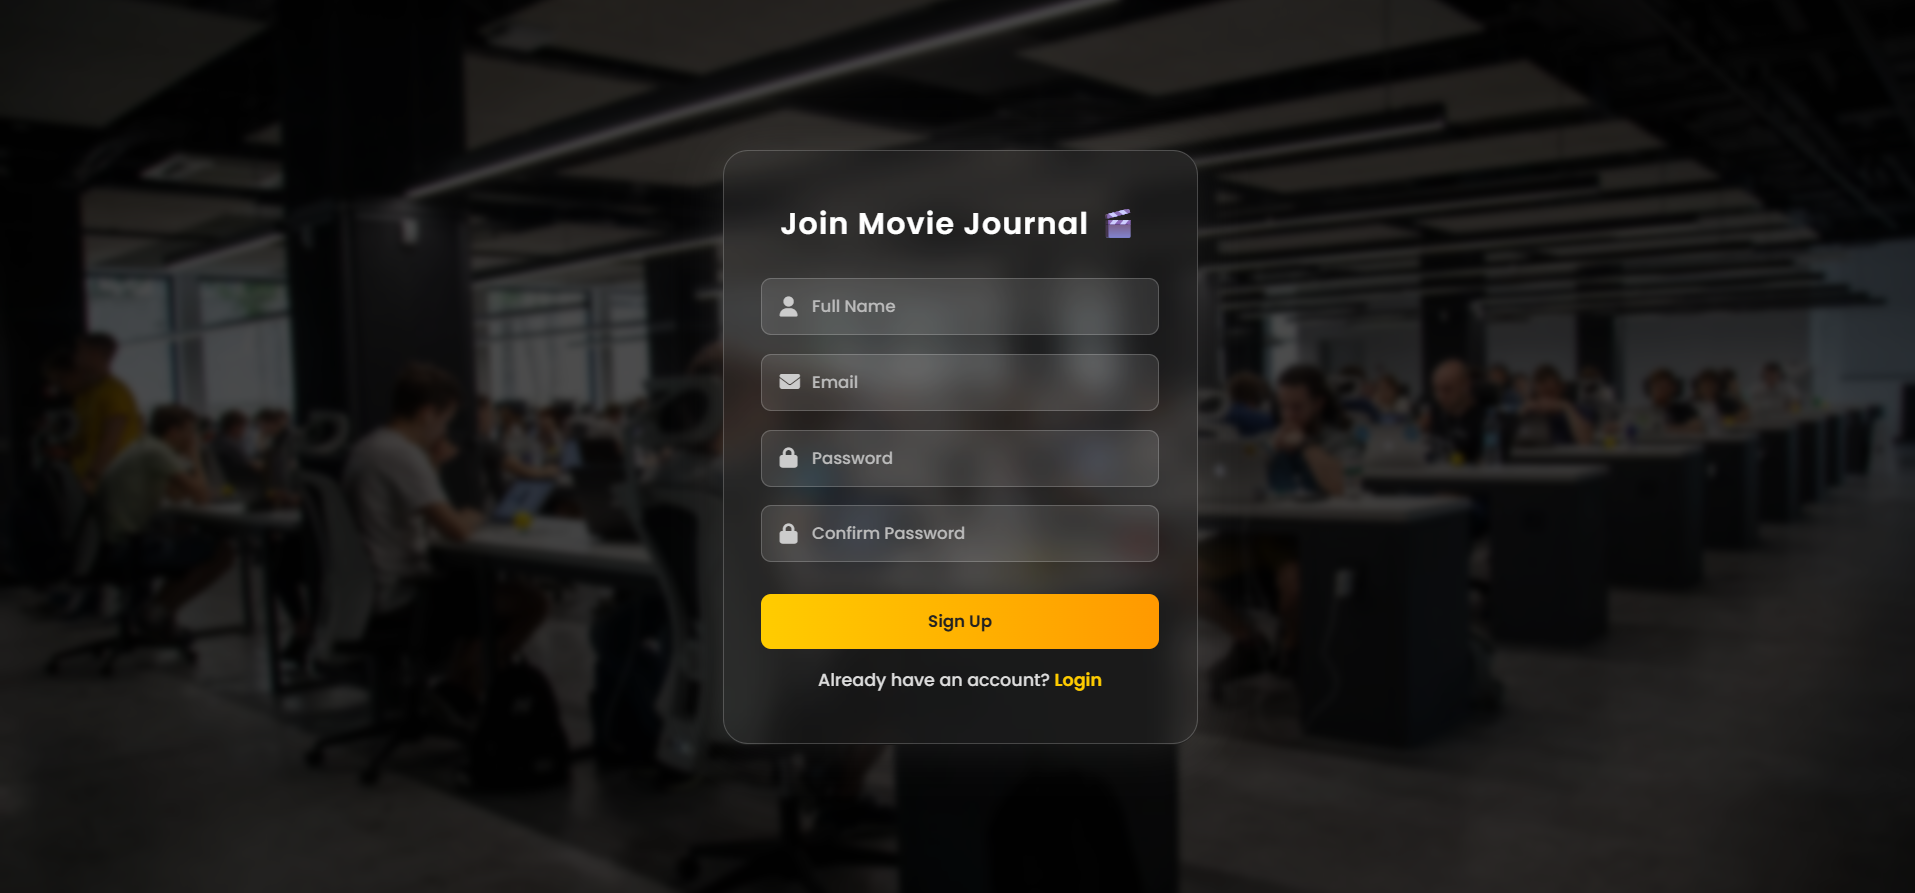 Join Movie Journal 🎬
Full Name
Email
Password
Confirm Password
Sign Up
Already have an account? Login